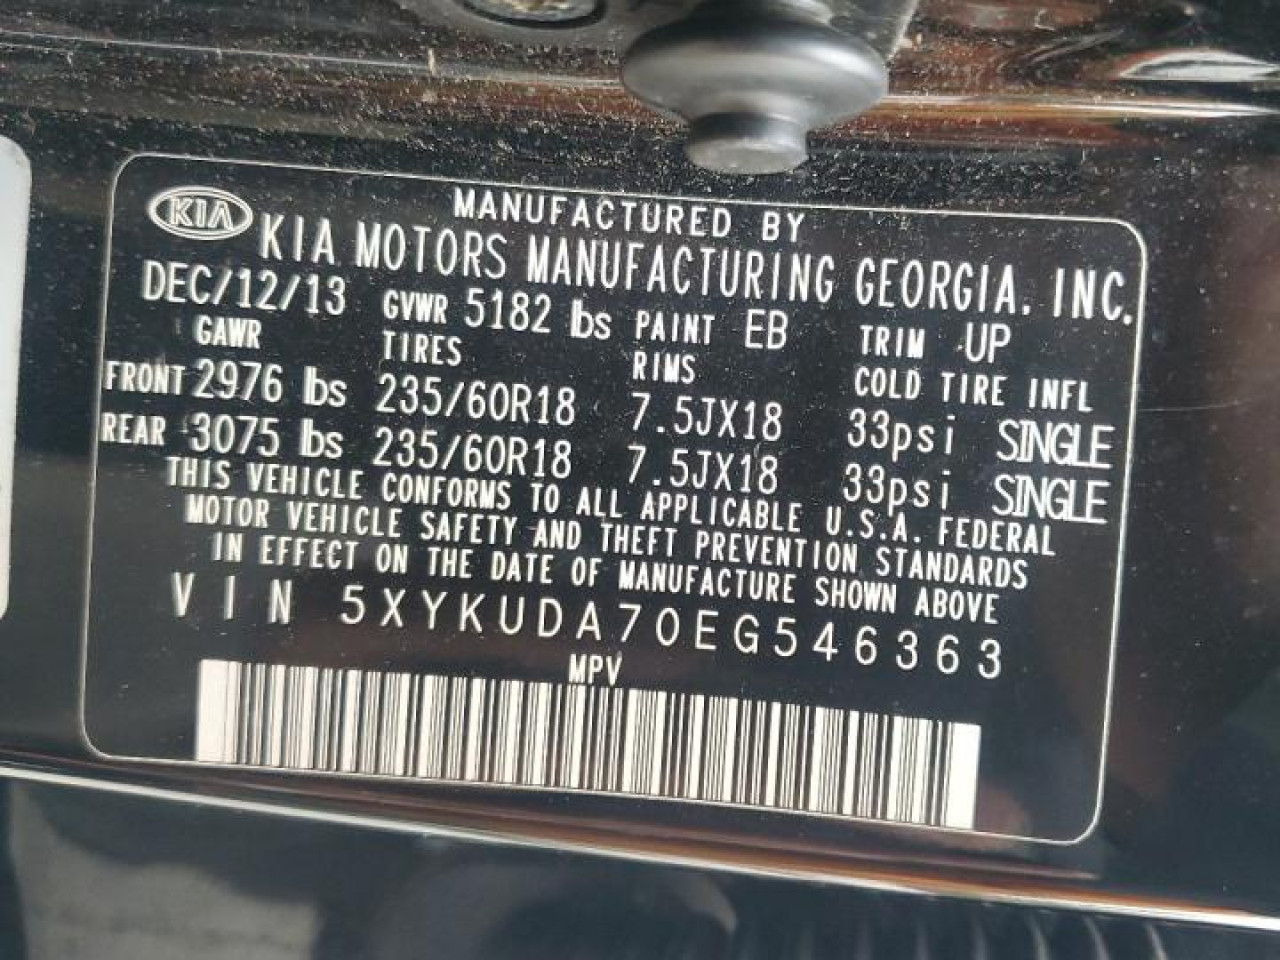 KIA
MANUFACTURED BY
KIA MOTORS MANUFACTURING GEORGIA, INC.
DEC/12/13 GVWR 5182 lbs PAINT EB TRIM UP
GAWR TIRES RIMS COLD TIRE INFL
FRONT 2976 lbs 235/60R18 7.5JX18 33psi SINGLE
REAR 3075 lbs 235/60R18 7.5JX18 33psi SINGLE
THIS VEHICLE CONFORMS TO ALL APPLICABLE U.S.A. FEDERAL
MOTOR VEHICLE SAFETY AND THEFT PREVENTION STANDARDS
IN EFFECT ON THE DATE OF MANUFACTURE SHOWN ABOVE
VIN 5XYKUDA70EG546363
MPV